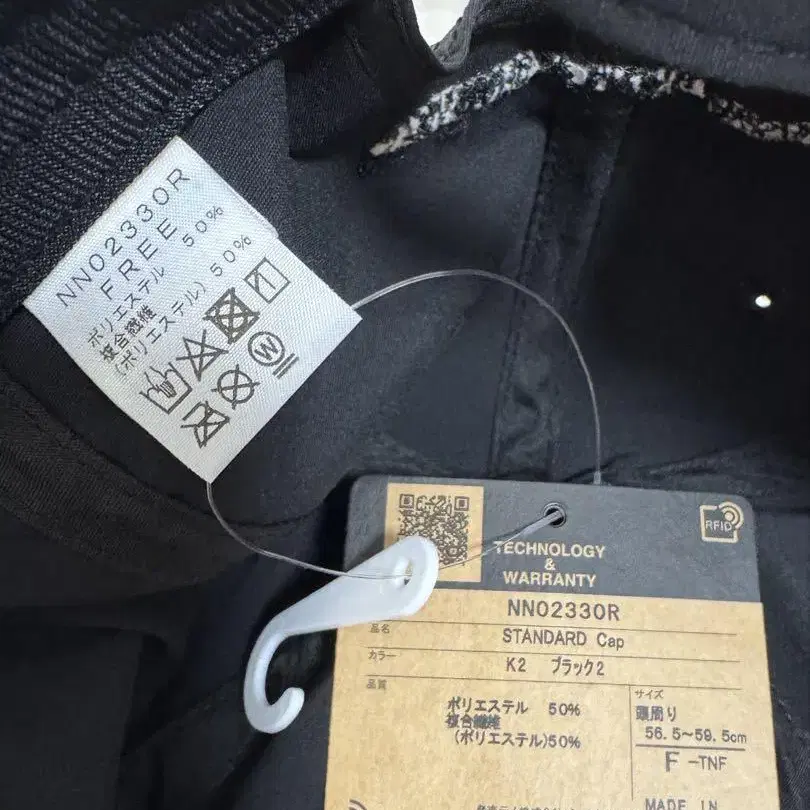 NN02330R
FREE
ポリエステル 50%
複合繊維
(ポリエステル) 50%
W
RFID
TECHNOLOGY
&
WARRANTY
NN02330R
品名
STANDARD Cap
カラー
K2 ブラック2
品質
ポリエステル 50%
複合繊維
(ポリエステル)50%
サイズ
頭周り
56.5~59.5cm
F -TNF
MADE IN